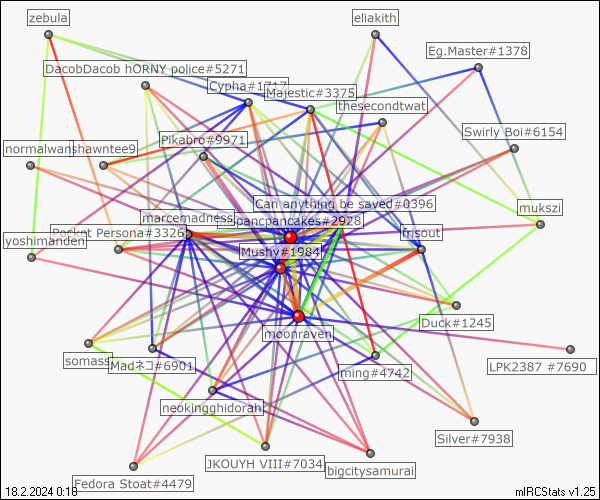 zebula
eliakith
Eg.Master#1378
DacobDacob hORNY police#5271
Cypha#1717
Majestic#3375
thesecondtwat
Swirly Boi#6154
Pikabro#9971
normalwan
shawntee9
Can anything be saved#0396
mukszi
marcemadness
pancpancakes#2928
Pocket Persona#3326
frisout
yoshimanden
Mushy#1984
Duck#1245
moonraven
somass
Madネコ#6901
ming#4742
LPK2387 #7690
neokingghidorah
Silver#7938
JKOUYH VIII#7034
bigcitysamurai
Fedora Stoat#4479
18.2.2024 0:18
mIRCStats v1.25